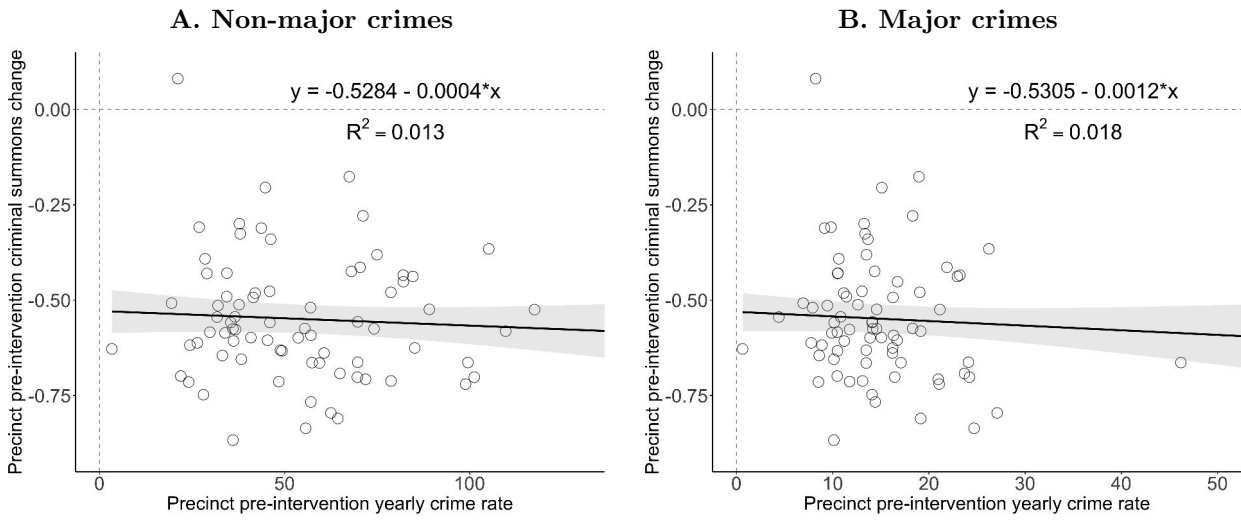 A. Non-major crimes
Precinct pre-intervention criminal summons change
0.00
-0.25
-0.50
-0.75
y = -0.5284 - 0.0004*x
R² = 0.013
0
50
100
Precinct pre-intervention yearly crime rate
B. Major crimes
Precinct pre-intervention criminal summons change
0.00
-0.25
-0.50
-0.75
y = -0.5305 - 0.0012*x
R² = 0.018
0
10
20
30
40
50
Precinct pre-intervention yearly crime rate